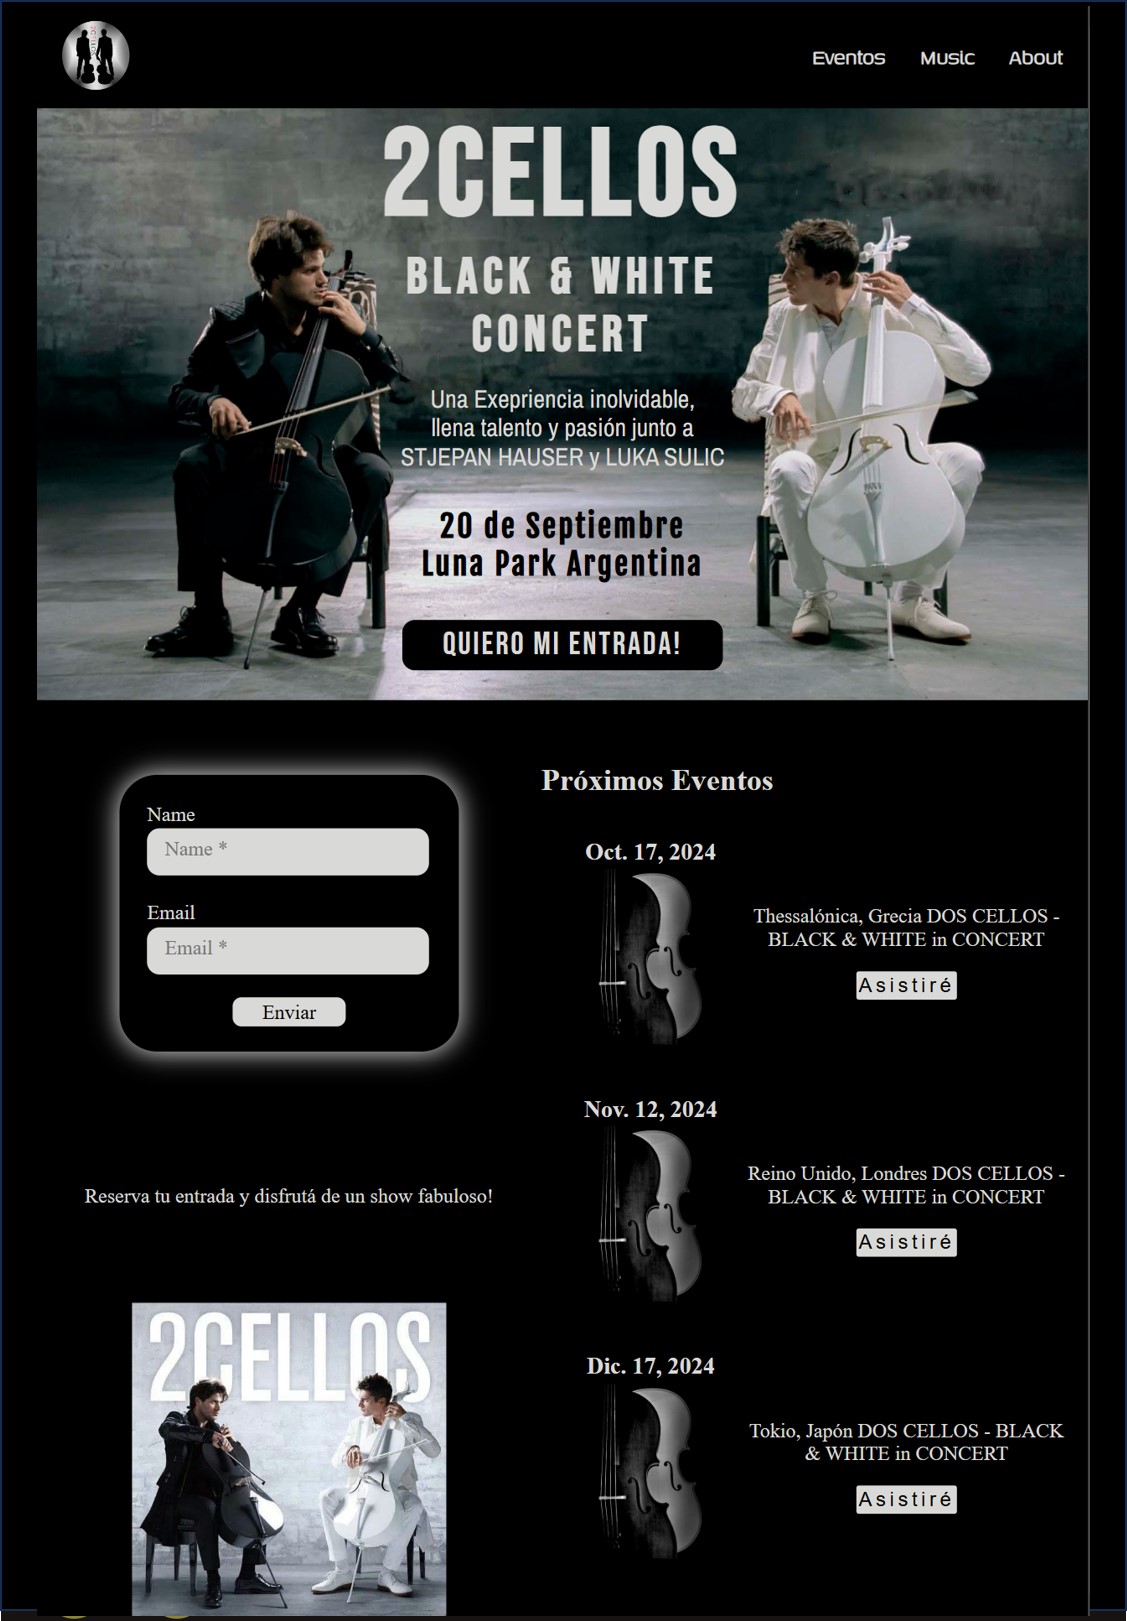 Eventos
Music
About
2CELLOS
BLACK & WHITE
CONCERT
Una Exepriencia inolvidable,
llena talento y pasión junto a
STJEPAN HAUSER y LUKA SULIC
20 de Septiembre
Luna Park Argentina
QUIERO MI ENTRADA!
Name
Name *
Email
Email *
Enviar
Reserva tu entrada y disfrutá de un show fabuloso!
2CELLOS
Próximos Eventos
Oct. 17, 2024
Thessalónica, Grecia DOS CELLOS -
BLACK & WHITE in CONCERT
Asistiré
Nov. 12, 2024
Reino Unido, Londres DOS CELLOS -
BLACK & WHITE in CONCERT
Asistiré
Dic. 17, 2024
Tokio, Japón DOS CELLOS - BLACK
& WHITE in CONCERT
Asistiré